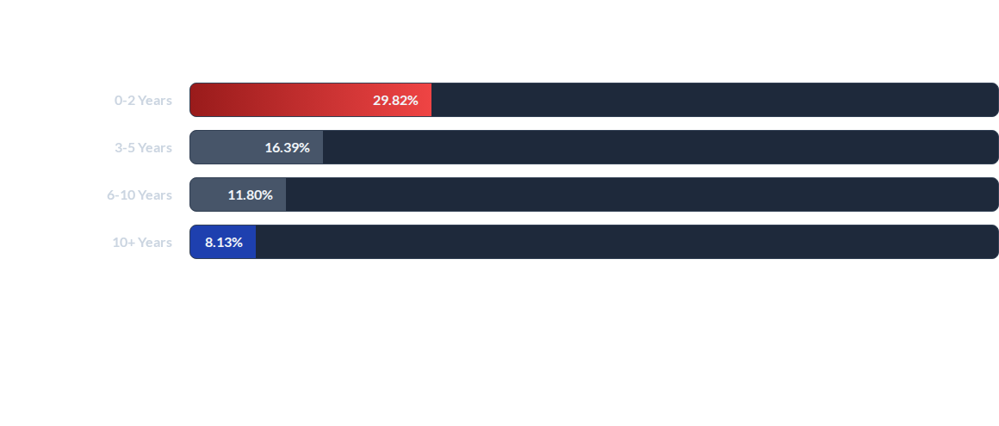 0-2 Years 29.82%
3-5 Years 16.39%
6-10 Years 11.80%
10+ Years 8.13%